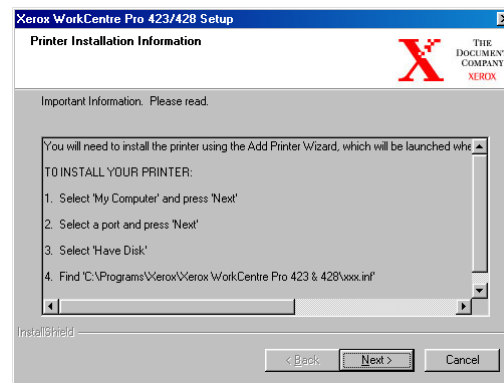 Xerox WorkCentre Pro 423/428 Setup
Printer Installation Information
THE
DOCUMENT
COMPANY
XEROX
Important Information. Please read.
You will need to install the printer using the Add Printer Wizard, which will be launched whe
TO INSTALL YOUR PRINTER:
1. Select 'My Computer' and press 'Next'
2. Select a port and press 'Next'
3. Select 'Have Disk'
4. Find 'C:\Programs\Xerox\Xerox WorkCentre Pro 423 & 428\xxx.inf'
InstallShield
< Back
Next >
Cancel